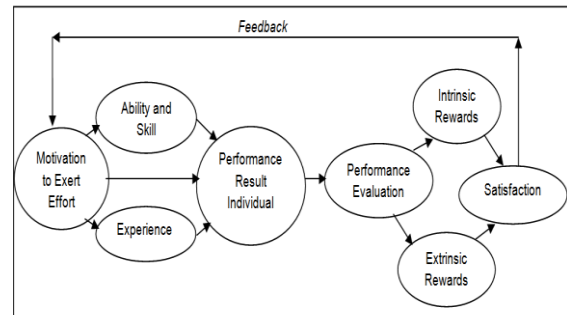 Feedback
Ability and
Skill
Motivation
to Exert
Effort
Experience
Performance
Result
Individual
Performance
Evaluation
Intrinsic
Rewards
Extrinsic
Rewards
Satisfaction